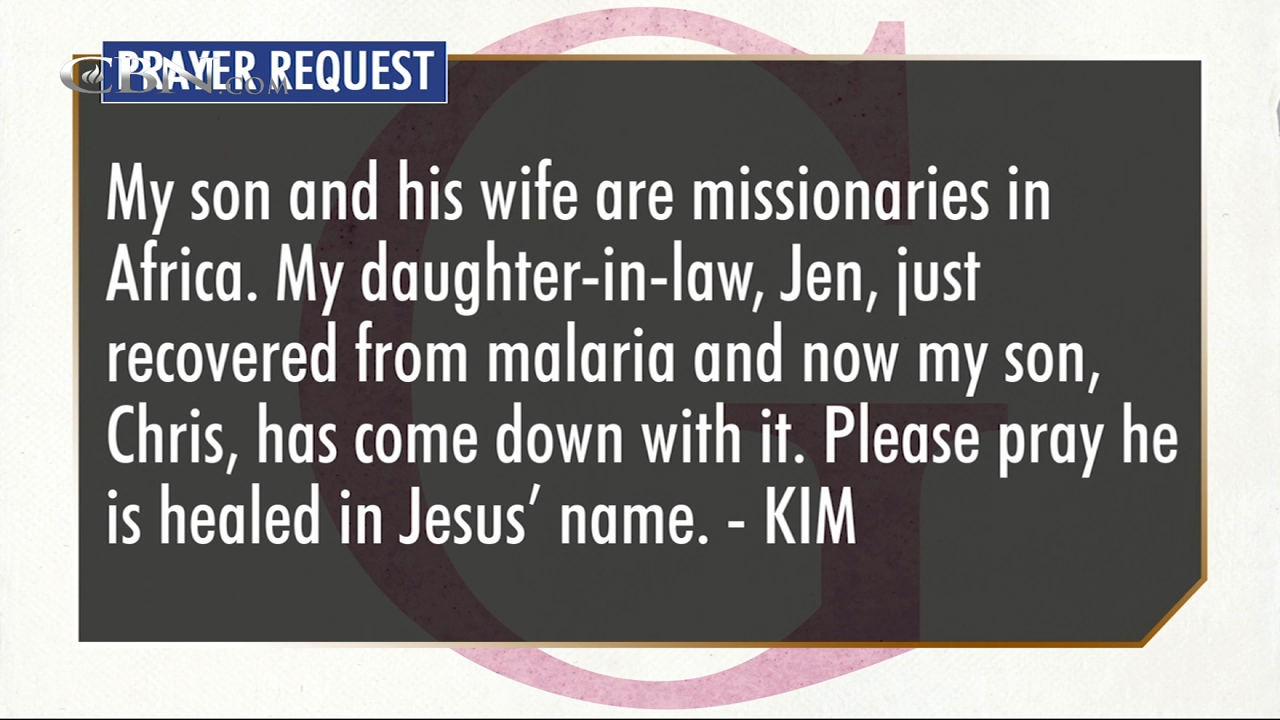 PRAYER REQUEST
CBN.COM
My son and his wife are missionaries in
Africa. My daughter-in-law, Jen, just
recovered from malaria and now my son,
Chris, has come down with it. Please pray he
is healed in Jesus’ name. - KIM
G